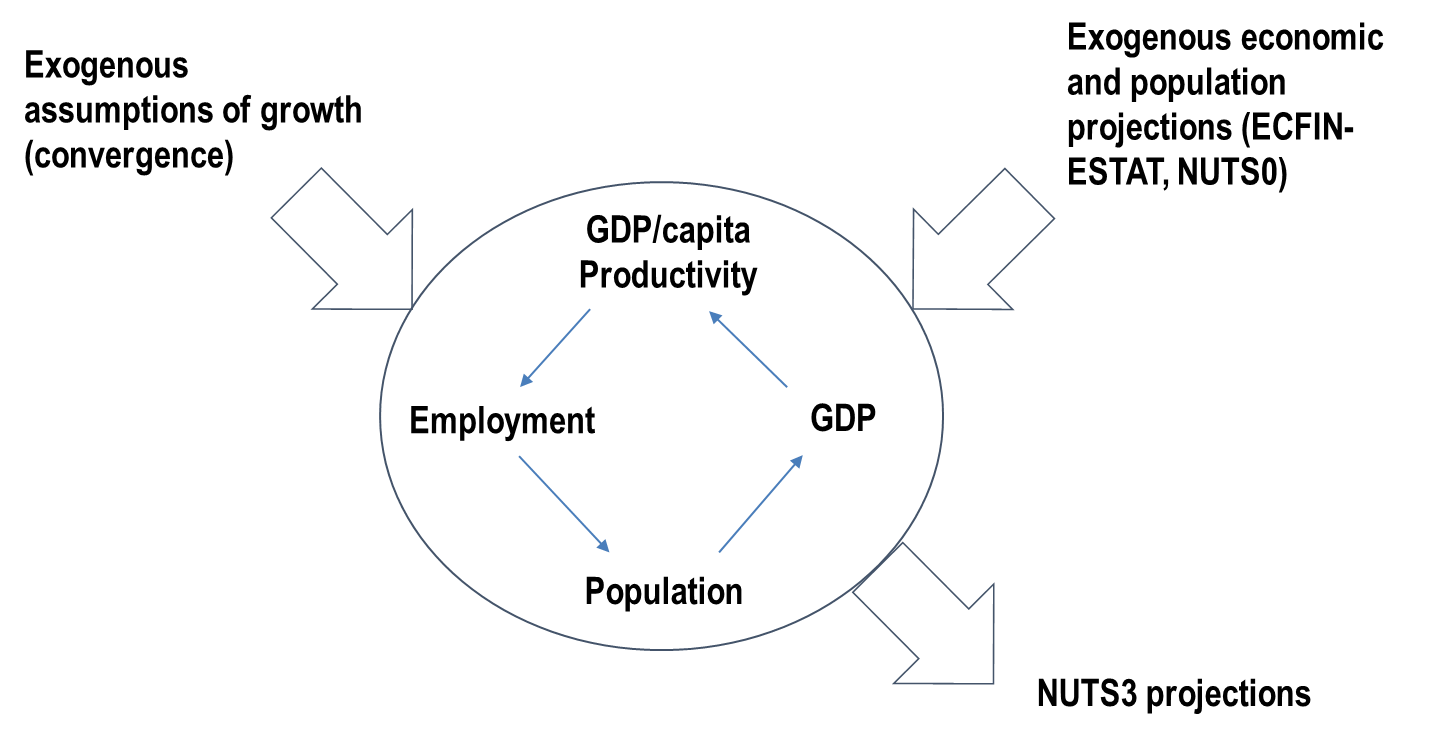 Exogenous
assumptions of growth
(convergence)
Exogenous economic
and population
projections (ECFIN-
ESTAT, NUTS0)
GDP/capita
Productivity
Employment
GDP
Population
NUTS3 projections